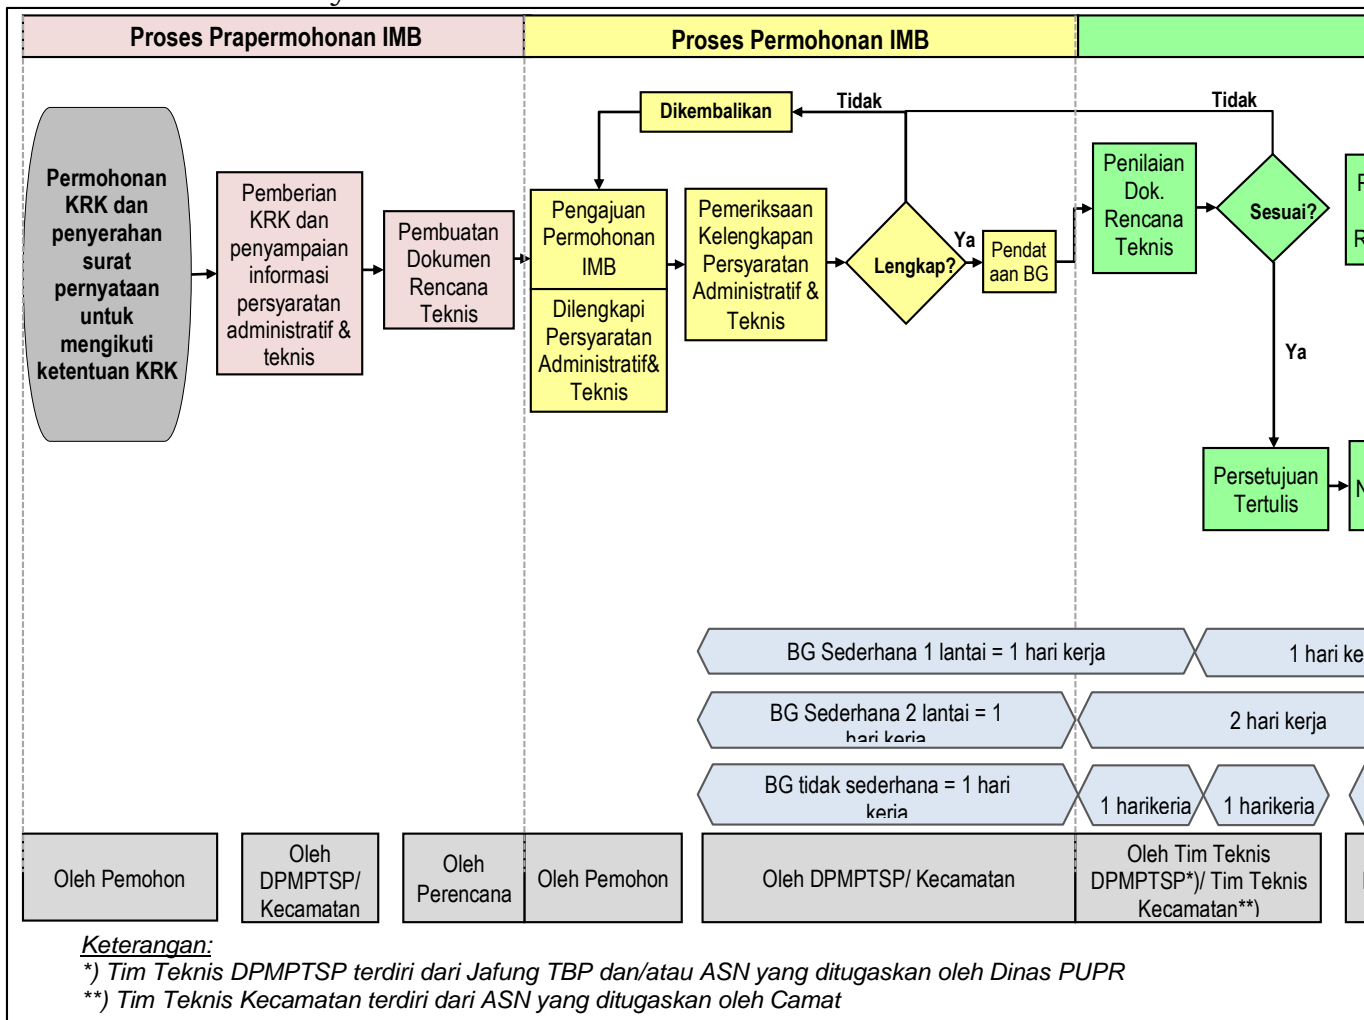 Proses Prapermohonan IMB
Proses Permohonan IMB
Permohonan
KRK dan
penyerahan
surat
pernyataan
untuk
mengikuti
ketentuan KRK
Pemberian
KRK dan
penyampaian
informasi
persyaratan
administratif &
teknis
Pembuatan
Dokumen
Rencana
Teknis
Dikembalikan
Tidak
Pengajuan
Permohonan
IMB
Dilengkapi
Persyaratan
Administratif&
Teknis
Pemeriksaan
Kelengkapan
Persyaratan
Administratif &
Teknis
Lengkap?
Ya
Pendat
aan BG
Penilaian
Dok.
Rencana
Teknis
Tidak
Sesuai?
Ya
Persetujuan
Tertulis
P
R
N
BG Sederhana 1 lantai = 1 hari kerja
1 hari ke
BG Sederhana 2 lantai = 1
hari kerja
2 hari kerja
BG tidak sederhana = 1 hari
kerja
1 harikerja
1 harikerja
Oleh Pemohon
Oleh
DPMPTSP/
Kecamatan
Oleh
Perencana
Oleh Pemohon
Oleh DPMPTSP/ Kecamatan
Oleh Tim Teknis
DPMPTSP*)/ Tim Teknis
Kecamatan**)
Keterangan:
*) Tim Teknis DPMPTSP terdiri dari Jafung TBP dan/atau ASN yang ditugaskan oleh Dinas PUPR
**) Tim Teknis Kecamatan terdiri dari ASN yang ditugaskan oleh Camat